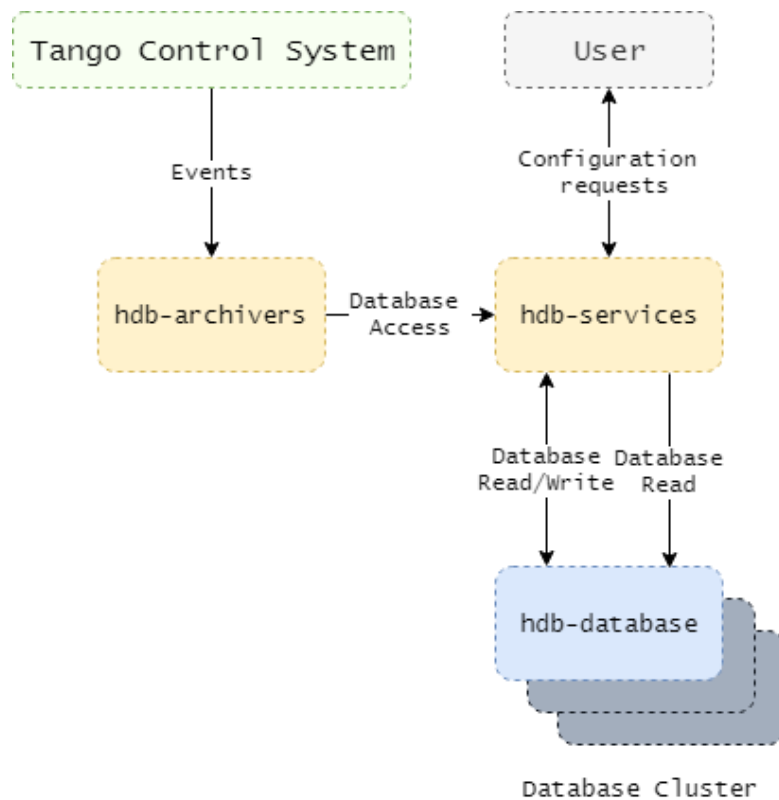 Tango Control System
User
Events
Configuration
requests
hdb-archivers
Database
Access
hdb-services
Database
Read/Write
Database
Read
hdb-database
Database Cluster